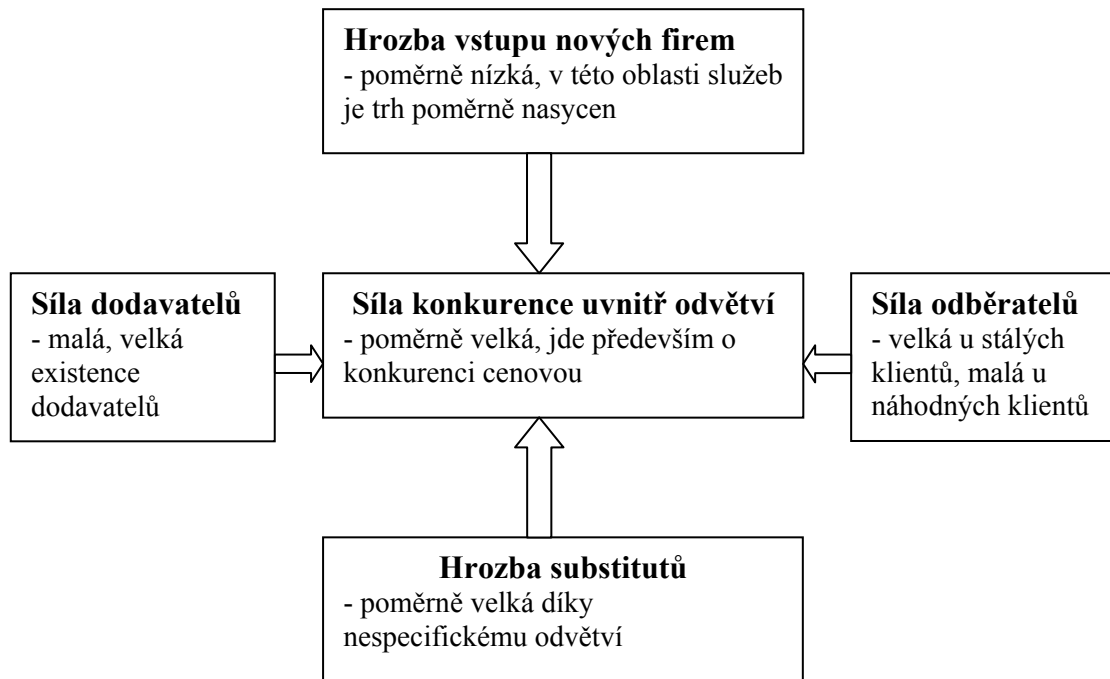 Hrozba vstupu nových firem
- poměrně nízká, v této oblasti služeb
je trh poměrně nasycen
Síla dodavatelů
- malá, velká
existence
dodavatelů
Síla konkurence uvnitř odvětví
- poměrně velká, jde především o
konkurenci cenovou
Síla odběratelů
- velká u stálých
klientů, malá u
náhodných klientů
Hrozba substitutů
- poměrně velká díky
nespecifickému odvětví